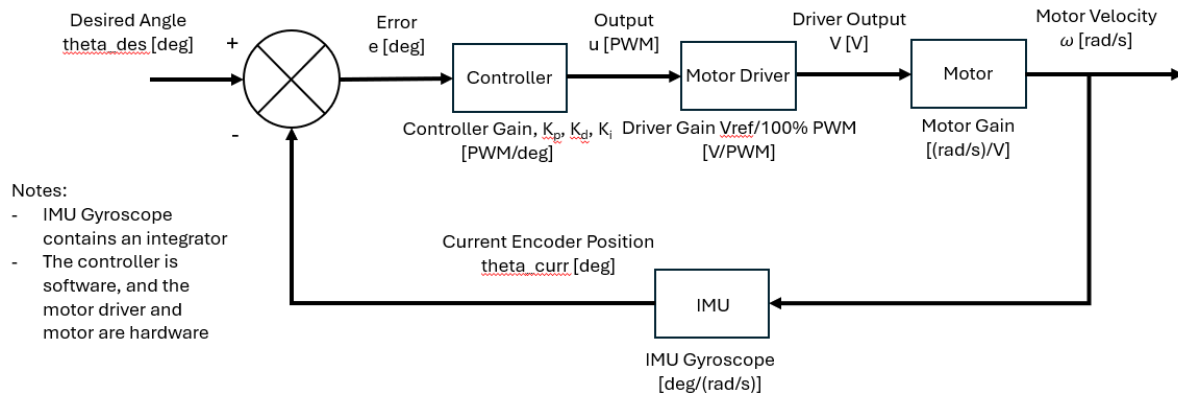 Desired Angle
theta_des [deg]
+
-
Error
e [deg]
Controller
Controller Gain, Kp, Kd, Ki
[PWM/deg]
Output
u [PWM]
Motor Driver
Driver Gain Vref/100% PWM
[V/PWM]
Driver Output
V [V]
Motor
Motor Gain
[(rad/s)/V]
Motor Velocity
ω [rad/s]
Notes:
- IMU Gyroscope
contains an integrator
- The controller is
software, and the
motor driver and
motor are hardware
Current Encoder Position
theta_curr [deg]
IMU
IMU Gyroscope
[deg/(rad/s)]